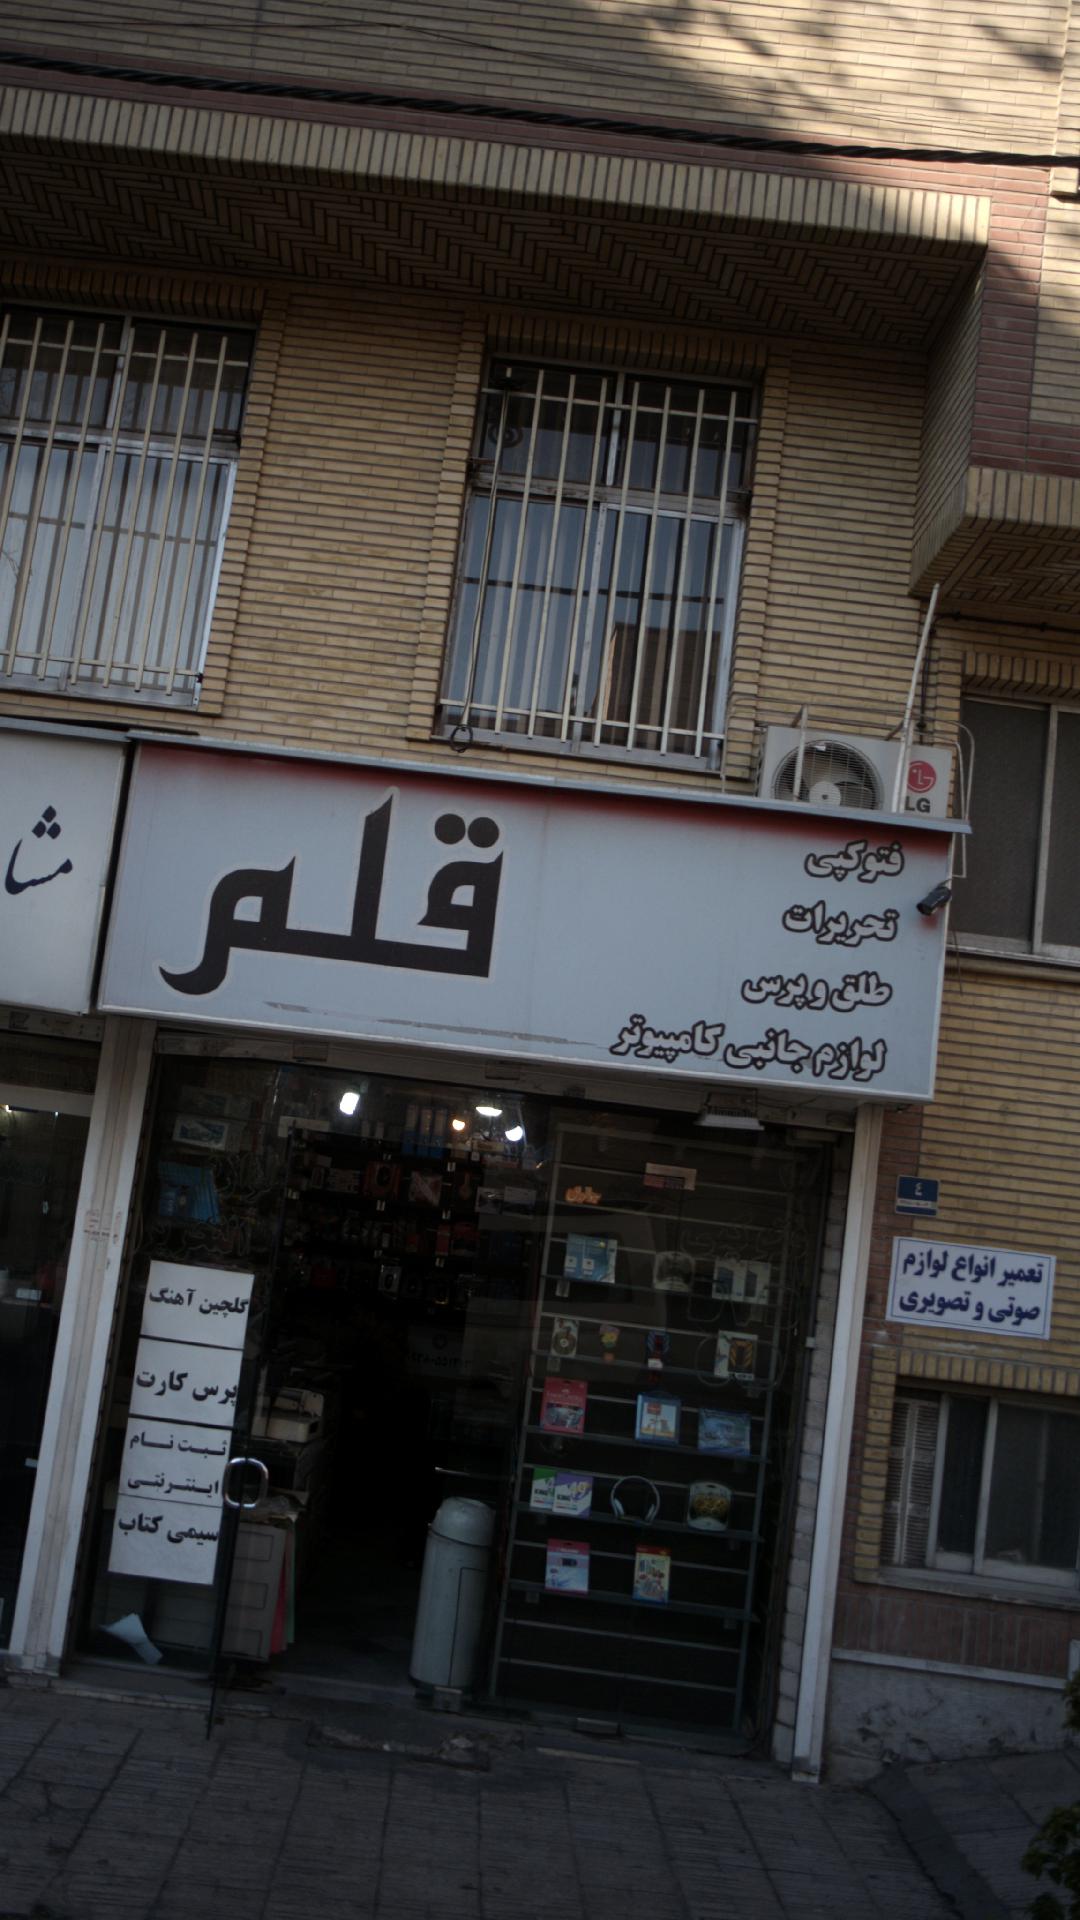 قلم
فتوکپی
تحریرات
طلق و پرس
لوازم جانبی کامپیوتر
مشا
LG
٤
تعمیر انواع لوازم
صوتی و تصویری
گلچین آهنگ
پرس کارت
ثبت نام
اینترنتی
سیمی کتاب